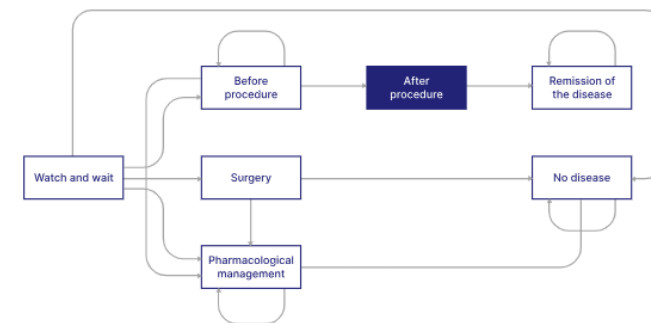 Before
procedure
After
procedure
Remission of
the disease
Watch and wait
Surgery
No disease
Pharmacological
management